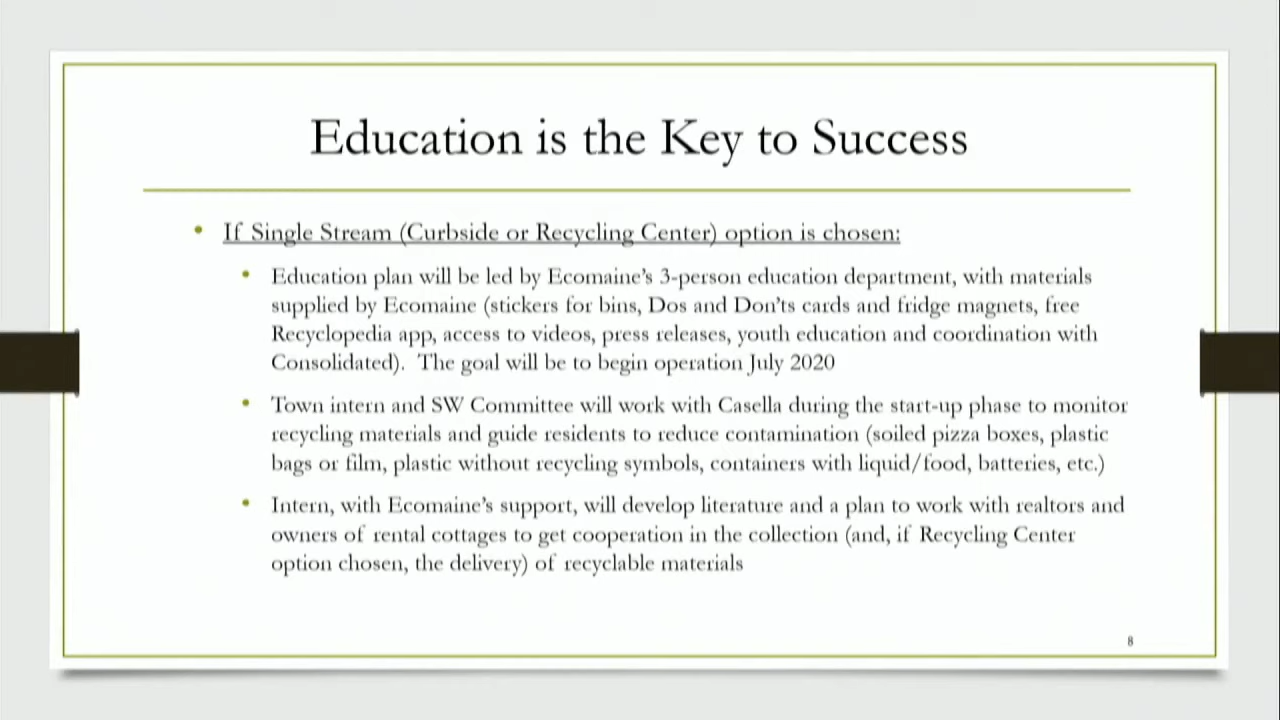 Education is the Key to Success
• If Single Stream (Curbside or Recycling Center) option is chosen:
• Education plan will be led by Ecomaine's 3-person education department, with materials
supplied by Ecomaine (stickers for bins, Dos and Don'ts cards and fridge magnets, free
Recyclopedia app, access to videos, press releases, youth education and coordination with
Consolidated).  The goal will be to begin operation July 2020
• Town intern and SW Committee will work with Casella during the start-up phase to monitor
recycling materials and guide residents to reduce contamination (soiled pizza boxes, plastic
bags or film, plastic without recycling symbols, containers with liquid/food, batteries, etc.)
• Intern, with Ecomaine's support, will develop literature and a plan to work with realtors and
owners of rental cottages to get cooperation in the collection (and, if Recycling Center
option chosen, the delivery) of recyclable materials
8